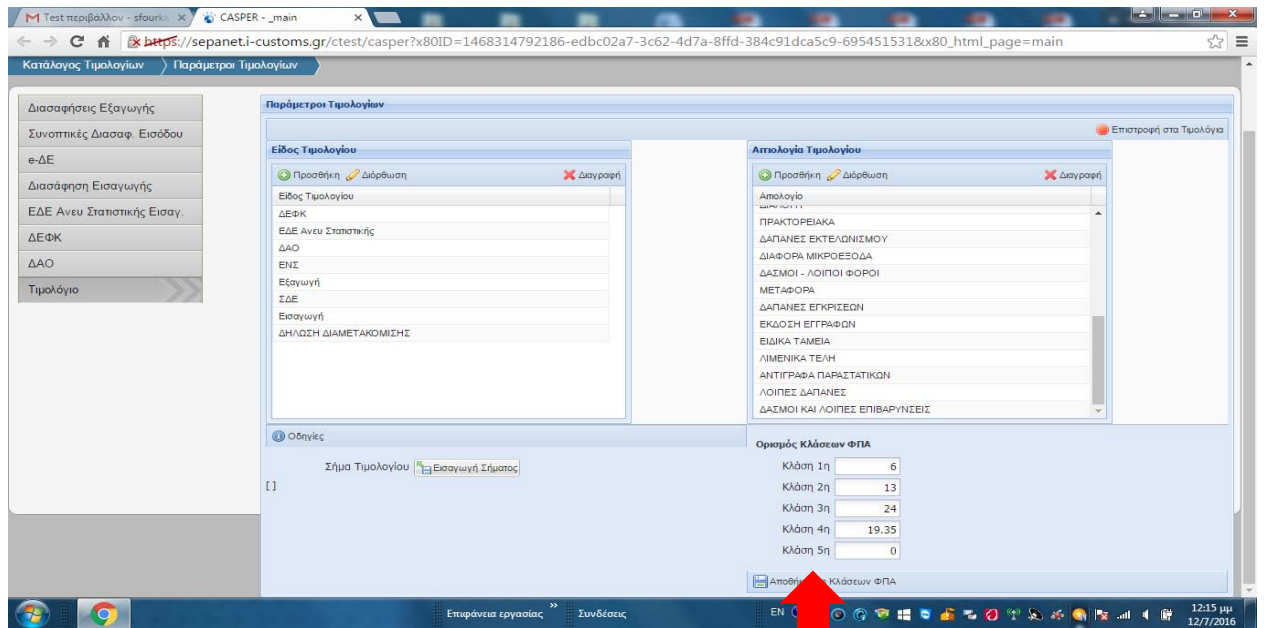 Test περιβάλλον - sfourk
CASPER - _main
https://sepanet.i-customs.gr/ctest/casper?x80ID=1468314792186-edbc02a7-3c62-4d7a-8ffd-384c91dca5c9-695451531&x80_html_page=main
Κατάλογος Τιμολογίων
Παράμετροι Τιμολογίων
Διασαφήσεις Εξαγωγής
Συνοπτικές Διασαφ. Εισόδου
e-ΔΕ
Διασάφηση Εισαγωγής
ΕΔΕ Ανευ Στατιστικής Εισαγ.
ΔΕΦΚ
ΔΑΟ
Τιμολόγιο
Παράμετροι Τιμολογίων
Επιστροφή στα Τιμολόγια
Είδος Τιμολογίου
Προσθήκη Διόρθωση Διαγραφή
Είδος Τιμολογίου
ΔΕΦΚ
ΕΔΕ Ανευ Στατιστικής
ΔΑΟ
ΕΝΣ
Εξαγωγή
ΣΔΕ
Εισαγωγή
ΔΗΛΩΣΗ ΔΙΑΜΕΤΑΚΟΜΙΣΗΣ
Αιτιολογία Τιμολογίου
Προσθήκη Διόρθωση Διαγραφή
Αιτιολογίο
ΠΡΑΚΤΟΡΕΙΑΚΑ
ΔΑΠΑΝΕΣ ΕΚΤΕΛΩΝΙΣΜΟΥ
ΔΙΑΦΟΡΑ ΜΙΚΡΟΕΞΟΔΑ
ΔΑΣΜΟΙ - ΛΟΙΠΟΙ ΦΟΡΟΙ
ΜΕΤΑΦΟΡΑ
ΔΑΠΑΝΕΣ ΕΓΚΡΙΣΕΩΝ
ΕΚΔΟΣΗ ΕΓΓΡΑΦΩΝ
ΕΙΔΙΚΑ ΤΑΜΕΙΑ
ΛΙΜΕΝΙΚΑ ΤΕΛΗ
ΑΝΤΙΓΡΑΦΑ ΠΑΡΑΣΤΑΤΙΚΩΝ
ΛΟΙΠΕΣ ΔΑΠΑΝΕΣ
ΔΑΣΜΟΙ ΚΑΙ ΛΟΙΠΕΣ ΕΠΙΒΑΡΥΝΣΕΙΣ
Οδηγίες
Σήμα Τιμολογίου Εισαγωγή Σήματος
[ ]
Ορισμός Κλάσεων ΦΠΑ
Κλάση 1η 6
Κλάση 2η 13
Κλάση 3η 24
Κλάση 4η 19.35
Κλάση 5η 0
Κλάσεων ΦΠΑ
Επιφάνεια εργασίας »
Συνδέσεις
EN
12:15 μμ
12/7/2016